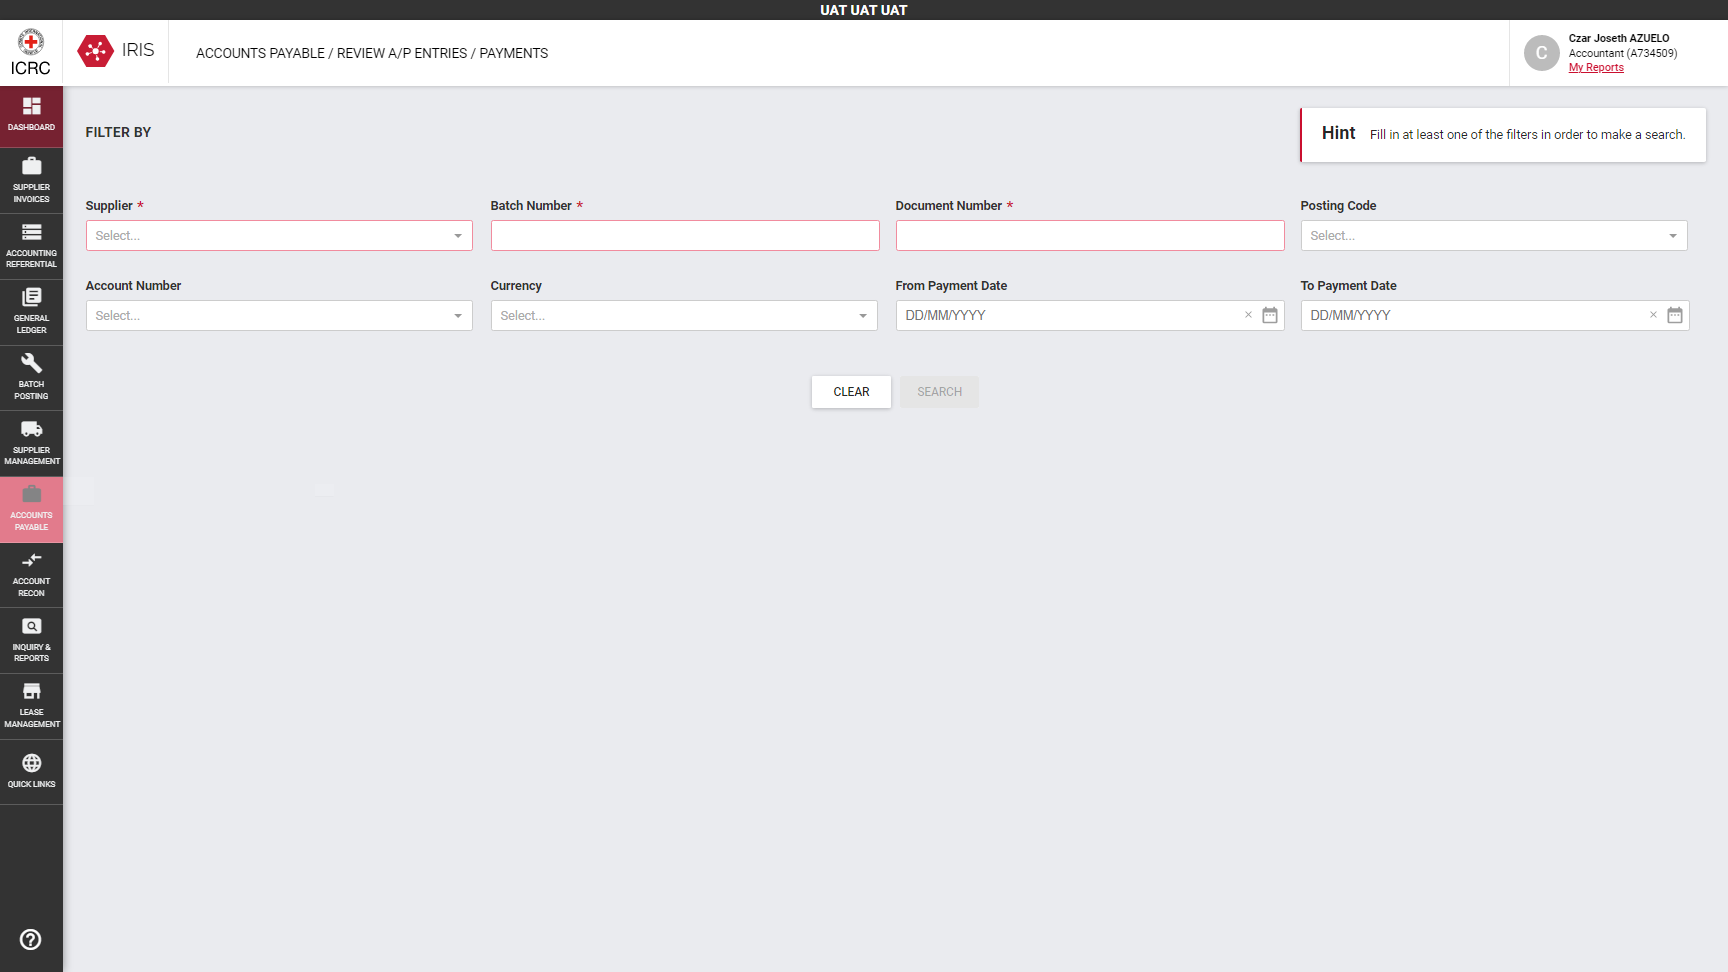 UAT UAT UAT
ICRC
IRIS
ACCOUNTS PAYABLE / REVIEW A/P ENTRIES / PAYMENTS
C
Czar Joseth AZUELO
Accountant (A734509)
My Reports
DASHBOARD
SUPPLIER
INVOICES
ACCOUNTING
REFERENTIAL
GENERAL
LEDGER
BATCH
POSTING
SUPPLIER
MANAGEMENT
ACCOUNTS
PAYABLE
ACCOUNT
RECON
INQUIRY &
REPORTS
LEASE
MANAGEMENT
QUICK LINKS
FILTER BY
Hint Fill in at least one of the filters in order to make a search.
Supplier * Batch Number * Document Number * Posting Code
Select... Select...
Account Number Currency From Payment Date To Payment Date
Select... Select... DD/MM/YYYY × DD/MM/YYYY ×
CLEAR SEARCH